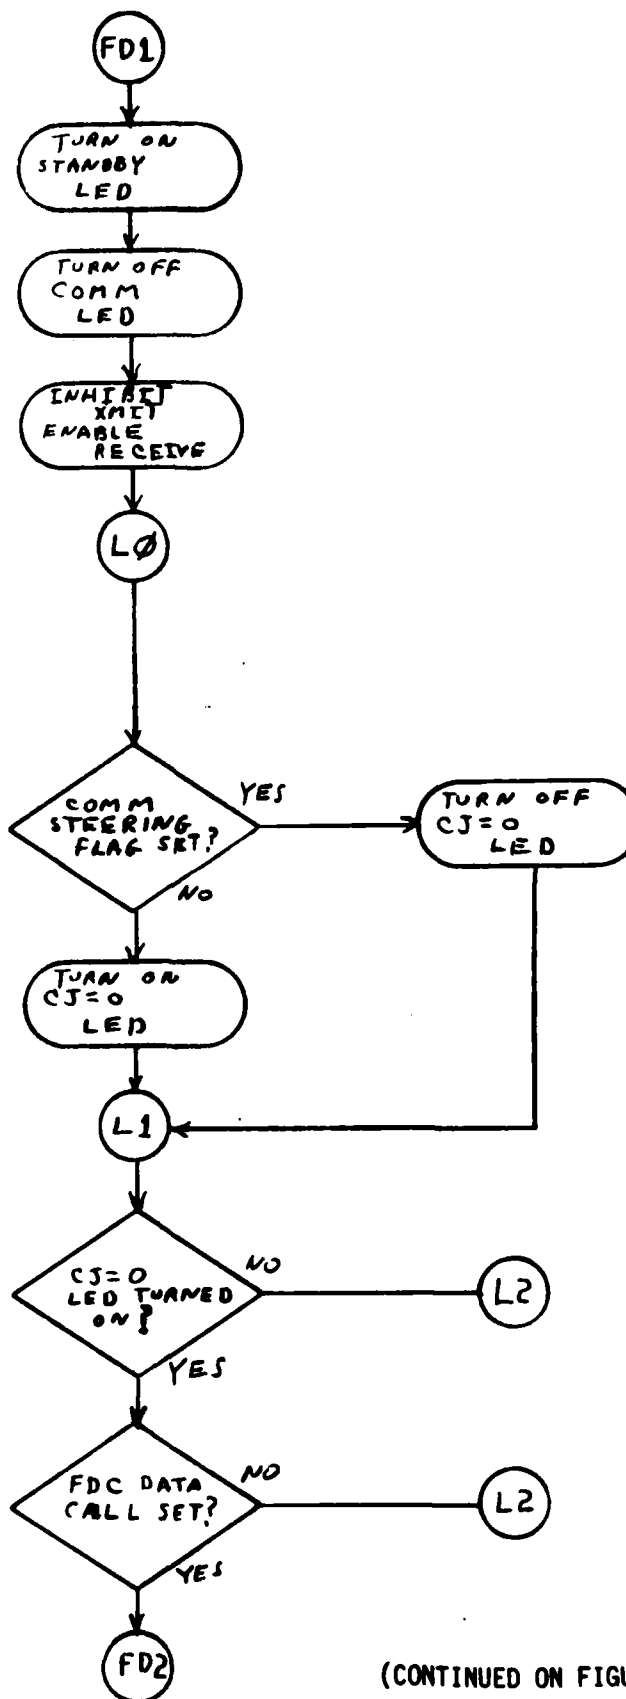 FD1
TURN ON
STANDBY
LED
TURN OFF
COMM
LED
INHIBIT
XMIT
ENABLE
RECEIVE
LØ
COMM
STEERING
FLAG SET?
YES
NO
TURN OFF
CJ=0
LED
TURN ON
CJ=0
LED
L1
CJ=0
LED TURNED
ON?
NO
L2
YES
FDC DATA
CALL SET?
NO
L2
YES
FD2
(CONTINUED ON FIGU